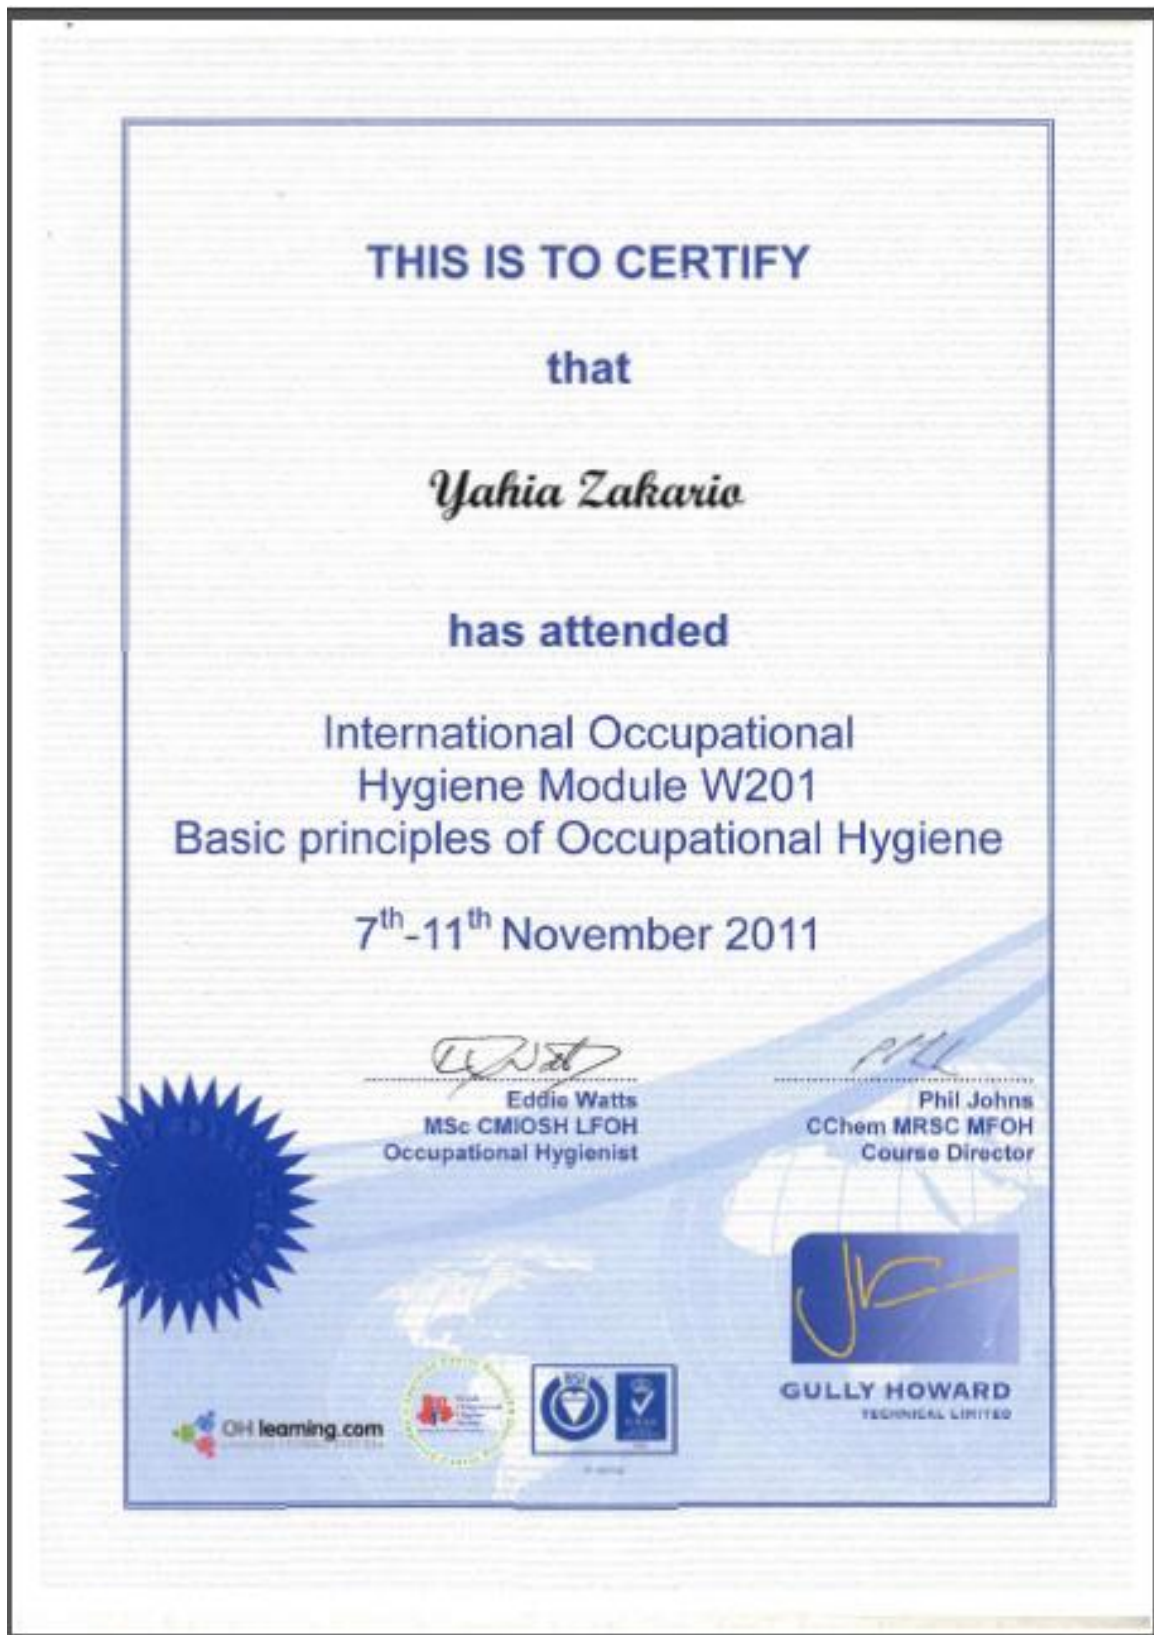 THIS IS TO CERTIFY
that
Yahia Zakario
has attended
International Occupational
Hygiene Module W201
Basic principles of Occupational Hygiene
7th-11th November 2011
Eddie Watts
MSc CMIOSH LFOH
Occupational Hygienist
Phil Johns
CChem MRSC MFOH
Course Director
GULLY HOWARD
TECHNICAL LIMITED
OH learning.com
BSI